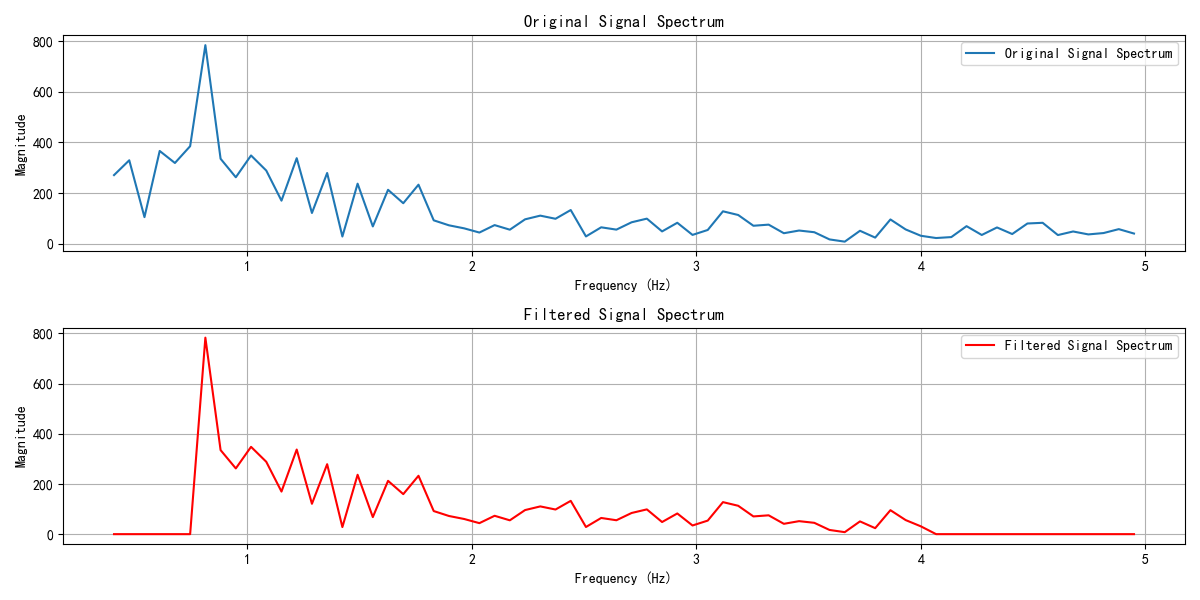 Original Signal Spectrum
800
600
400
200
0
Magnitude
Original Signal Spectrum
1 2 3 4 5
Frequency (Hz)
Filtered Signal Spectrum
800
600
400
200
0
Magnitude
Filtered Signal Spectrum
1 2 3 4 5
Frequency (Hz)